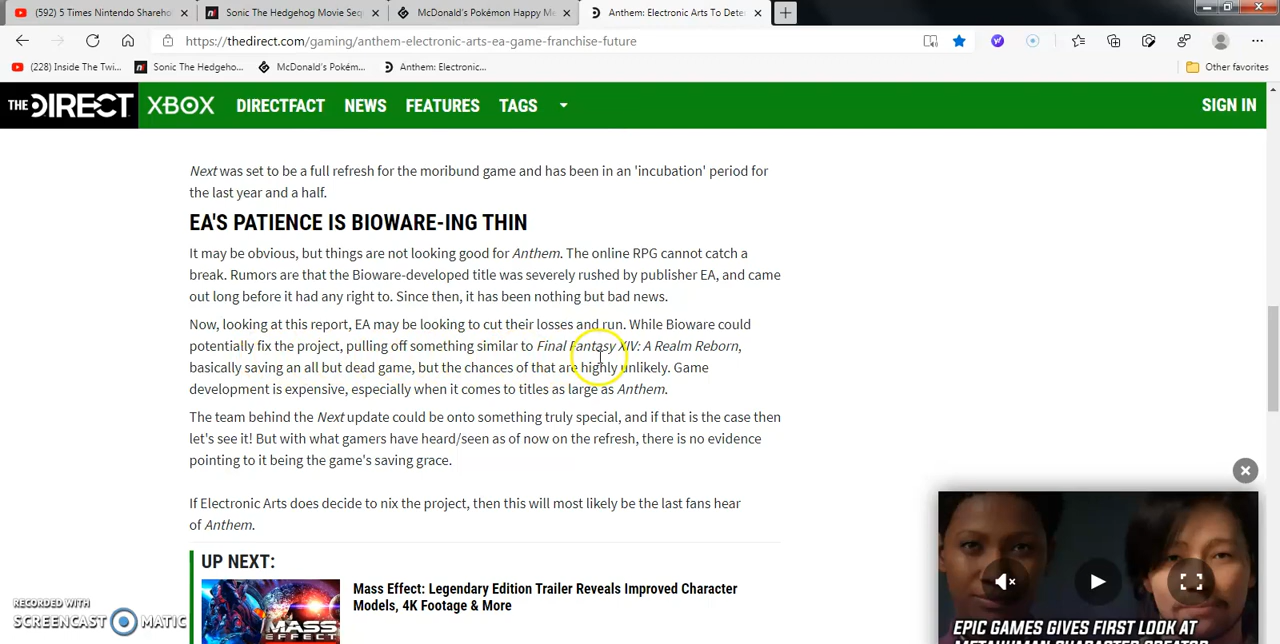 (592) 5 Times Nintendo Shareho
Sonic The Hedgehog Movie Seq
McDonald's Pokémon Happy Me
Anthem: Electronic Arts To Dete
https://thedirect.com/gaming/anthem-electronic-arts-ea-game-franchise-future
(228) Inside The Twi...
Sonic The Hedgeho...
McDonald's Pokém...
Anthem: Electronic...
Other favorites
THE DIRECT
XBOX
DIRECTFACT
NEWS
FEATURES
TAGS
SIGN IN
Next was set to be a full refresh for the moribund game and has been in an 'incubation' period for
the last year and a half.
EA'S PATIENCE IS BIOWARE-ING THIN
It may be obvious, but things are not looking good for Anthem. The online RPG cannot catch a
break. Rumors are that the Bioware-developed title was severely rushed by publisher EA, and came
out long before it had any right to. Since then, it has been nothing but bad news.
Now, looking at this report, EA may be looking to cut their losses and run. While Bioware could
potentially fix the project, pulling off something similar to Final Fantasy XIV: A Realm Reborn,
basically saving an all but dead game, but the chances of that are highly unlikely. Game
development is expensive, especially when it comes to titles as large as Anthem.
The team behind the Next update could be onto something truly special, and if that is the case then
let's see it! But with what gamers have heard/seen as of now on the refresh, there is no evidence
pointing to it being the game's saving grace.
If Electronic Arts does decide to nix the project, then this will most likely be the last fans hear
of Anthem.
UP NEXT:
Mass Effect: Legendary Edition Trailer Reveals Improved Character
Models, 4K Footage & More
MASS
EFFECT
EPIC GAMES GIVES FIRST LOOK AT
METAHUMAN CHARACTER CREATOR
RECORDED WITH
SCREENCAST MATIC